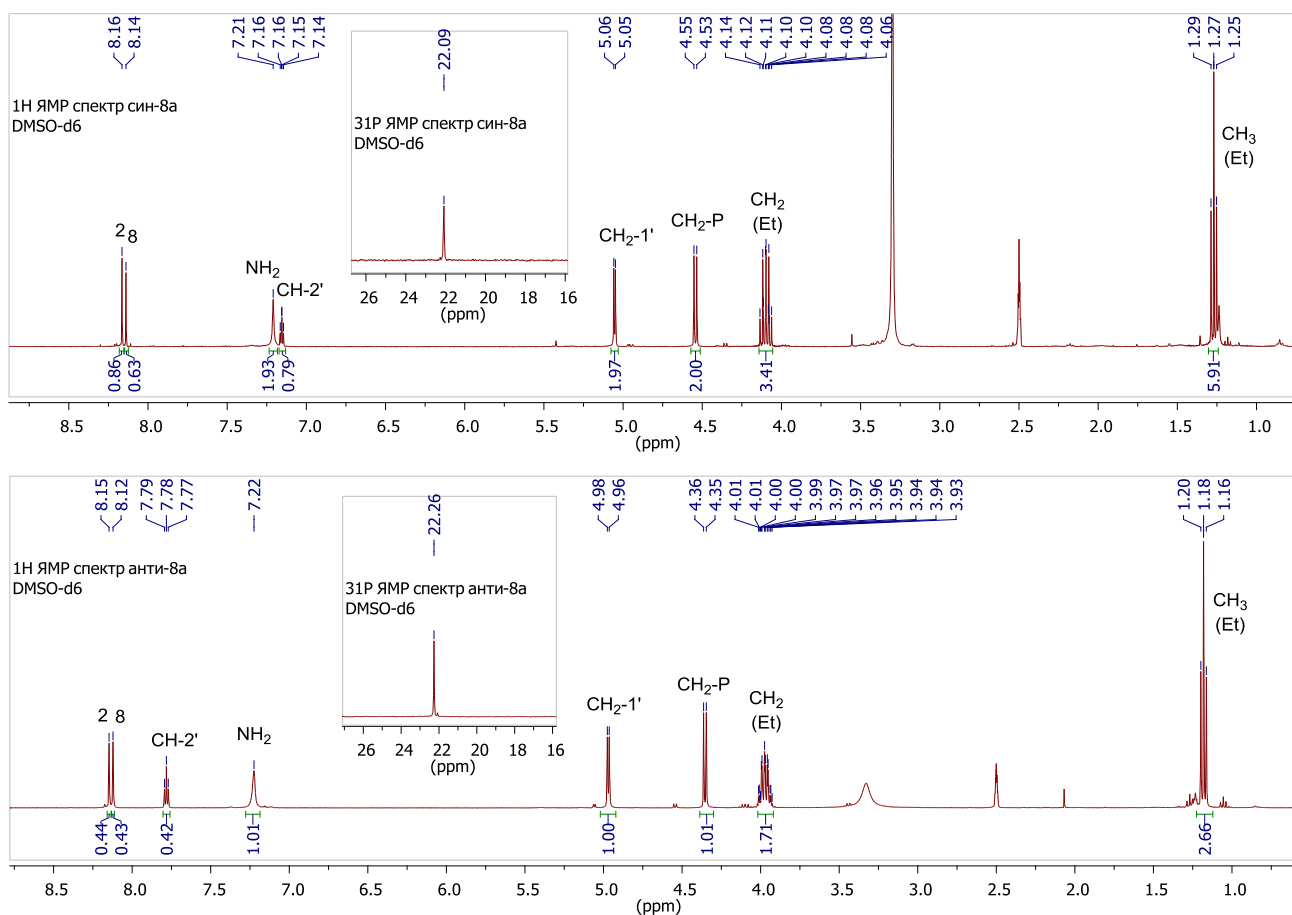 8.16 8.14 7.21 7.16 7.16 7.15 7.14 5.06 5.05 4.55 4.53 4.14 4.12 4.11 4.10 4.10 4.08 4.08 4.08 4.06 1.29 1.27 1.25
1H ЯМР спектр син-8a
DMSO-d6
22.09
31P ЯМР спектр син-8a
DMSO-d6
26 24 22 20 18 16
(ppm)
2 8
NH2
CH-2'
CH2-1'
CH2-P
CH2
(Et)
CH3
(Et)
0.86 0.63 1.93 0.79 1.97 2.00 3.41 5.91
8.5 8.0 7.5 7.0 6.5 6.0 5.5 5.0 4.5 4.0 3.5 3.0 2.5 2.0 1.5 1.0
(ppm)
8.15 8.12 7.79 7.78 7.77 7.22 4.98 4.96 4.36 4.35 4.01 4.01 4.00 4.00 3.99 3.97 3.97 3.96 3.95 3.94 3.94 3.93 1.20 1.18 1.16
1H ЯМР спектр анти-8a
DMSO-d6
22.26
31P ЯМР спектр анти-8a
DMSO-d6
26 24 22 20 18 16
(ppm)
2 8
CH-2'
NH2
CH2-1'
CH2-P
CH2
(Et)
CH3
(Et)
0.44 0.43 0.42 1.01 1.00 1.01 1.71 2.66
8.5 8.0 7.5 7.0 6.5 6.0 5.5 5.0 4.5 4.0 3.5 3.0 2.5 2.0 1.5 1.0
(ppm)